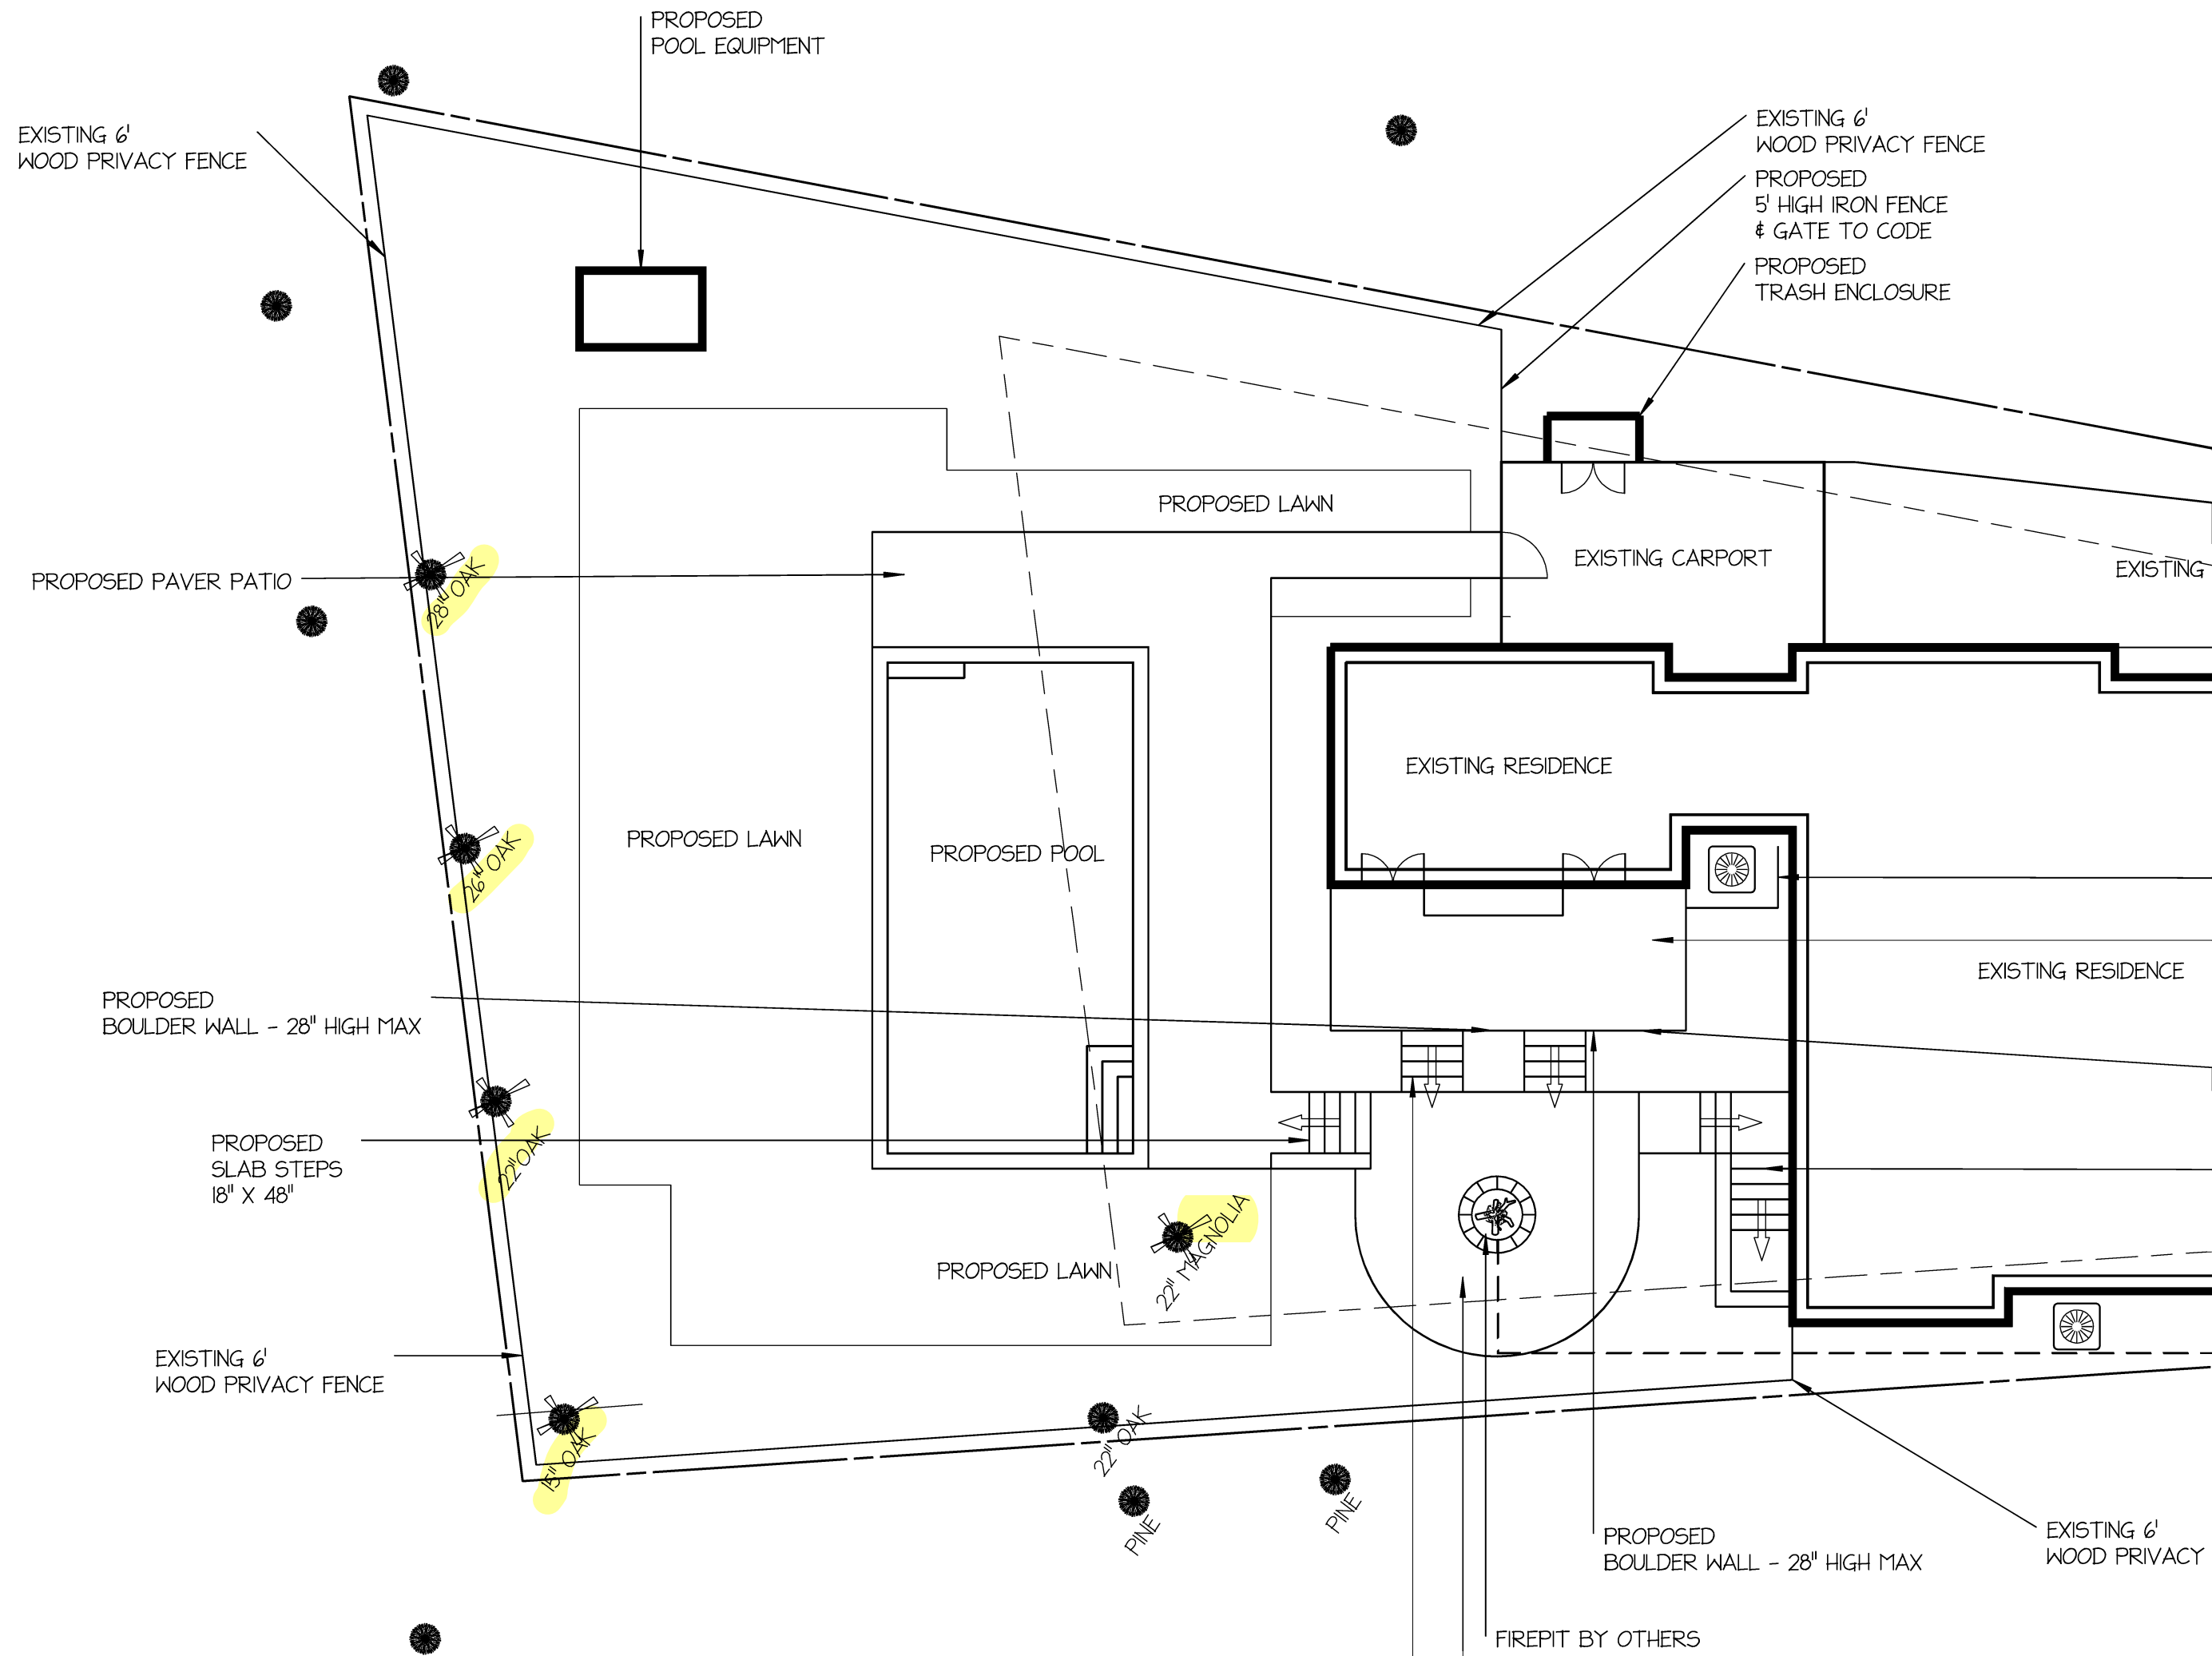 PROPOSED
POOL EQUIPMENT
EXISTING 6'
WOOD PRIVACY FENCE
EXISTING 6'
WOOD PRIVACY FENCE
PROPOSED
5' HIGH IRON FENCE
& GATE TO CODE
PROPOSED
TRASH ENCLOSURE
PROPOSED LAWN
EXISTING CARPORT
EXISTING
PROPOSED PAVER PATIO
28" OAK
EXISTING RESIDENCE
PROPOSED LAWN
PROPOSED POOL
26" OAK
EXISTING RESIDENCE
PROPOSED
BOULDER WALL - 28" HIGH MAX
22" OAK
PROPOSED
SLAB STEPS
18" X 48"
22" MAGNOLIA
PROPOSED LAWN
EXISTING 6'
WOOD PRIVACY FENCE
15" OAK
22" OAK
PINE
PINE
PROPOSED
BOULDER WALL - 28" HIGH MAX
EXISTING 6'
WOOD PRIVACY
FIREPIT BY OTHERS